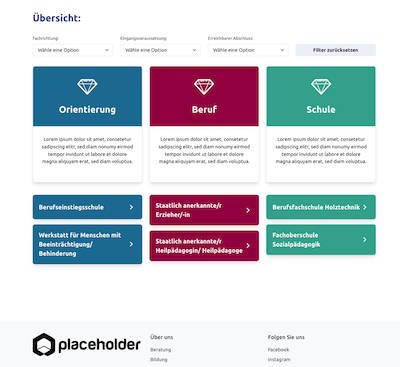 Übersicht:
Fachrichtung:
Eingangsvoraussetzung:
Erreichbarer Abschluss:
Wähle eine Option
Wähle eine Option
Wähle eine Option
Filter zurücksetzen
Orientierung
Beruf
Schule
Lorem ipsum dolor sit amet, consetetur
sadipscing elitr, sed diam nonumy eirmod
tempor invidunt ut labore et dolore
magna aliquyam erat, sed diam voluptua.
Lorem ipsum dolor sit amet, consetetur
sadipscing elitr, sed diam nonumy eirmod
tempor invidunt ut labore et dolore
magna aliquyam erat, sed diam voluptua.
Lorem ipsum dolor sit amet, consetetur
sadipscing elitr, sed diam nonumy eirmod
tempor invidunt ut labore et dolore
magna aliquyam erat, sed diam voluptua.
Berufseinstiegsschule
Werkstatt für Menschen mit
Beeinträchtigung/
Behinderung
Staatlich anerkannte/r
Erzieher/-in
Staatlich anerkannte/r
Heilpädagogin/ Heilpädagoge
Berufsfachschule Holztechnik
Fachoberschule
Sozialpädagogik
placeholder
Über uns
Beratung
Bildung
Folgen Sie uns
Facebook
Instagram